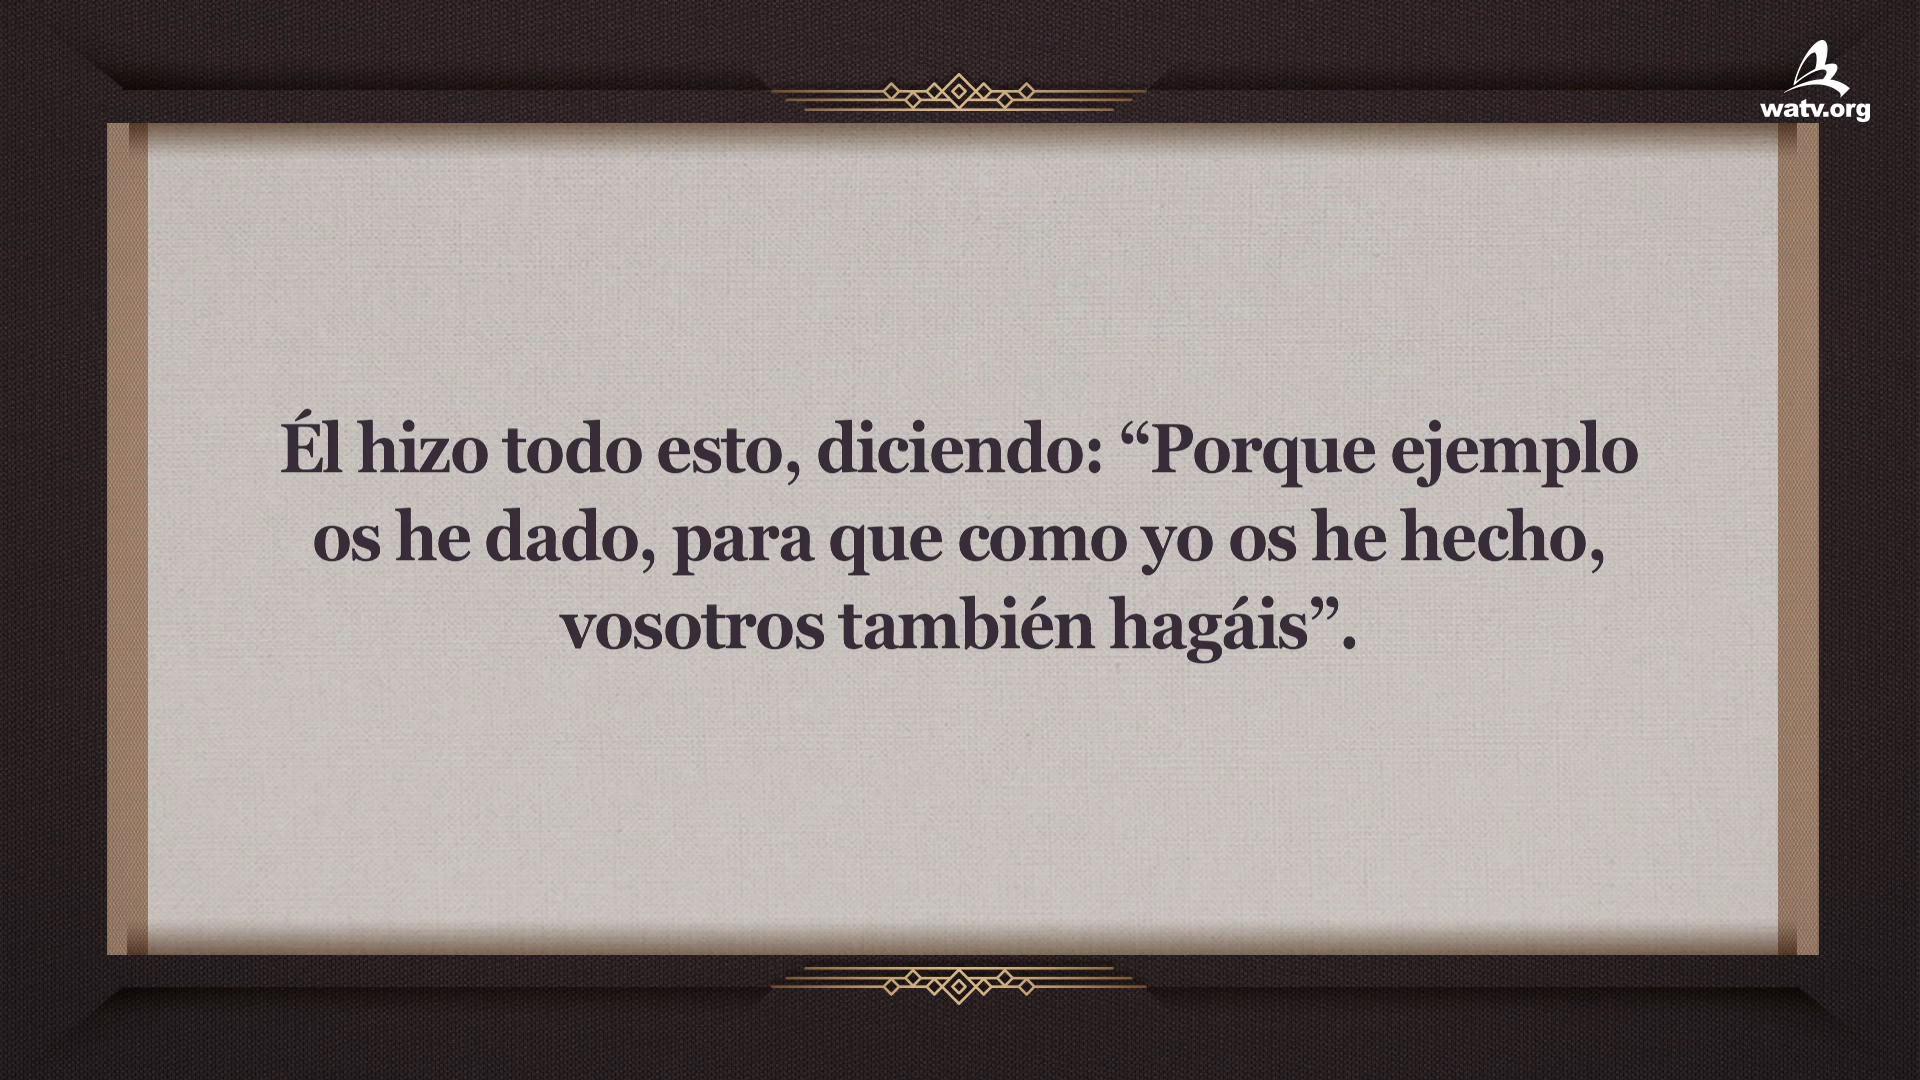 watv.org
Él hizo todo esto, diciendo: “Porque ejemplo
os he dado, para que como yo os he hecho,
vosotros también hagáis”.